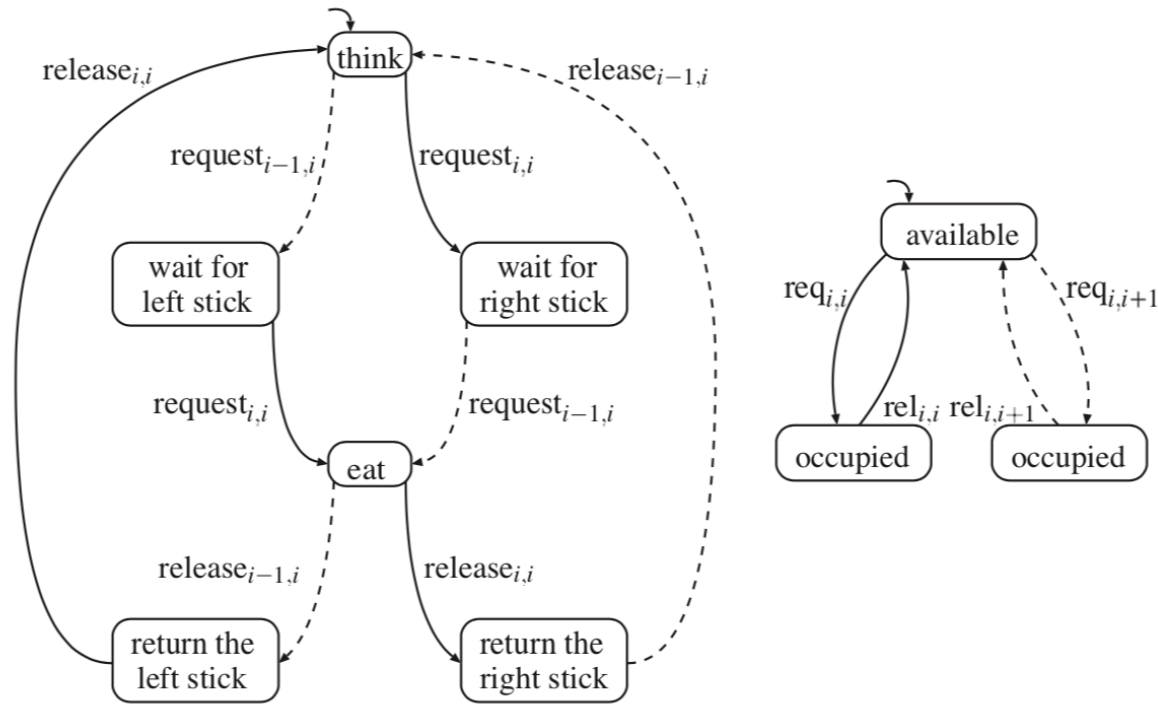 think
release_{i,i}
release_{i−1,i}
request_{i−1,i}
request_{i,i}
wait for
left stick
wait for
right stick
request_{i,i}
request_{i−1,i}
eat
release_{i−1,i}
release_{i,i}
return the
left stick
return the
right stick
available
req_{i,i}
req_{i,i+1}
rel_{i,i} rel_{i,i+1}
occupied
occupied